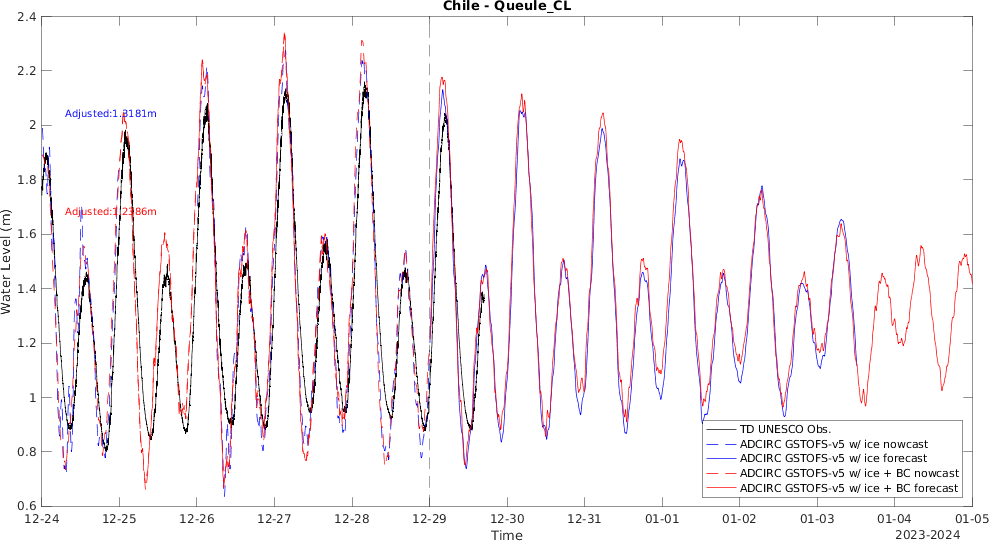 Chile - Queule_CL
2.4
2.2
2
1.8
1.6
1.4
1.2
1
0.8
0.6
Water Level (m)
Adjusted:1.3181m
Adjusted:1.2386m
TD UNESCO Obs.
ADCIRC GSTOFS-v5 w/ ice nowcast
ADCIRC GSTOFS-v5 w/ ice forecast
ADCIRC GSTOFS-v5 w/ ice + BC nowcast
ADCIRC GSTOFS-v5 w/ ice + BC forecast
12-24 12-25 12-26 12-27 12-28 12-29 12-30 12-31 01-01 01-02 01-03 01-04 01-05
Time
2023-2024